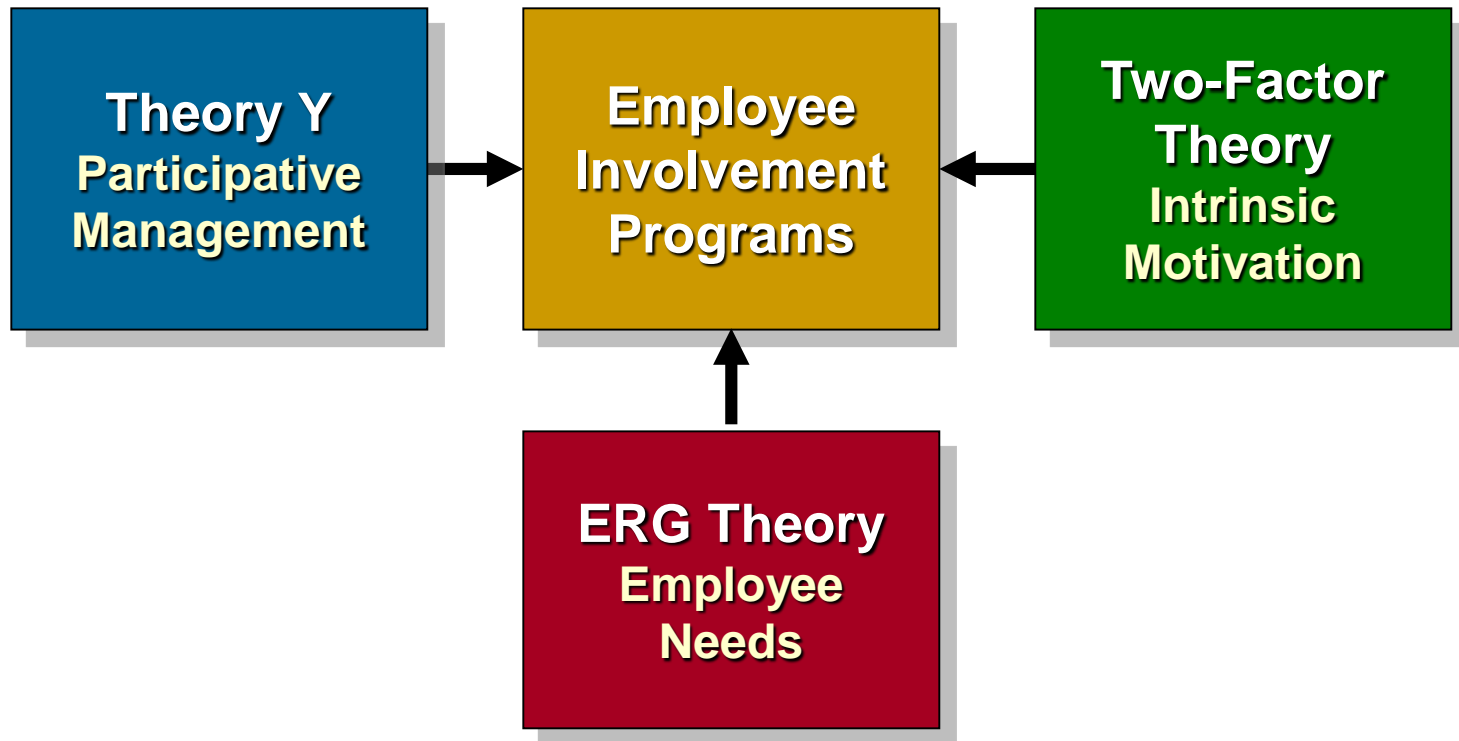 Theory Y
Participative
Management
Employee
Involvement
Programs
Two-Factor
Theory
Intrinsic
Motivation
ERG Theory
Employee
Needs